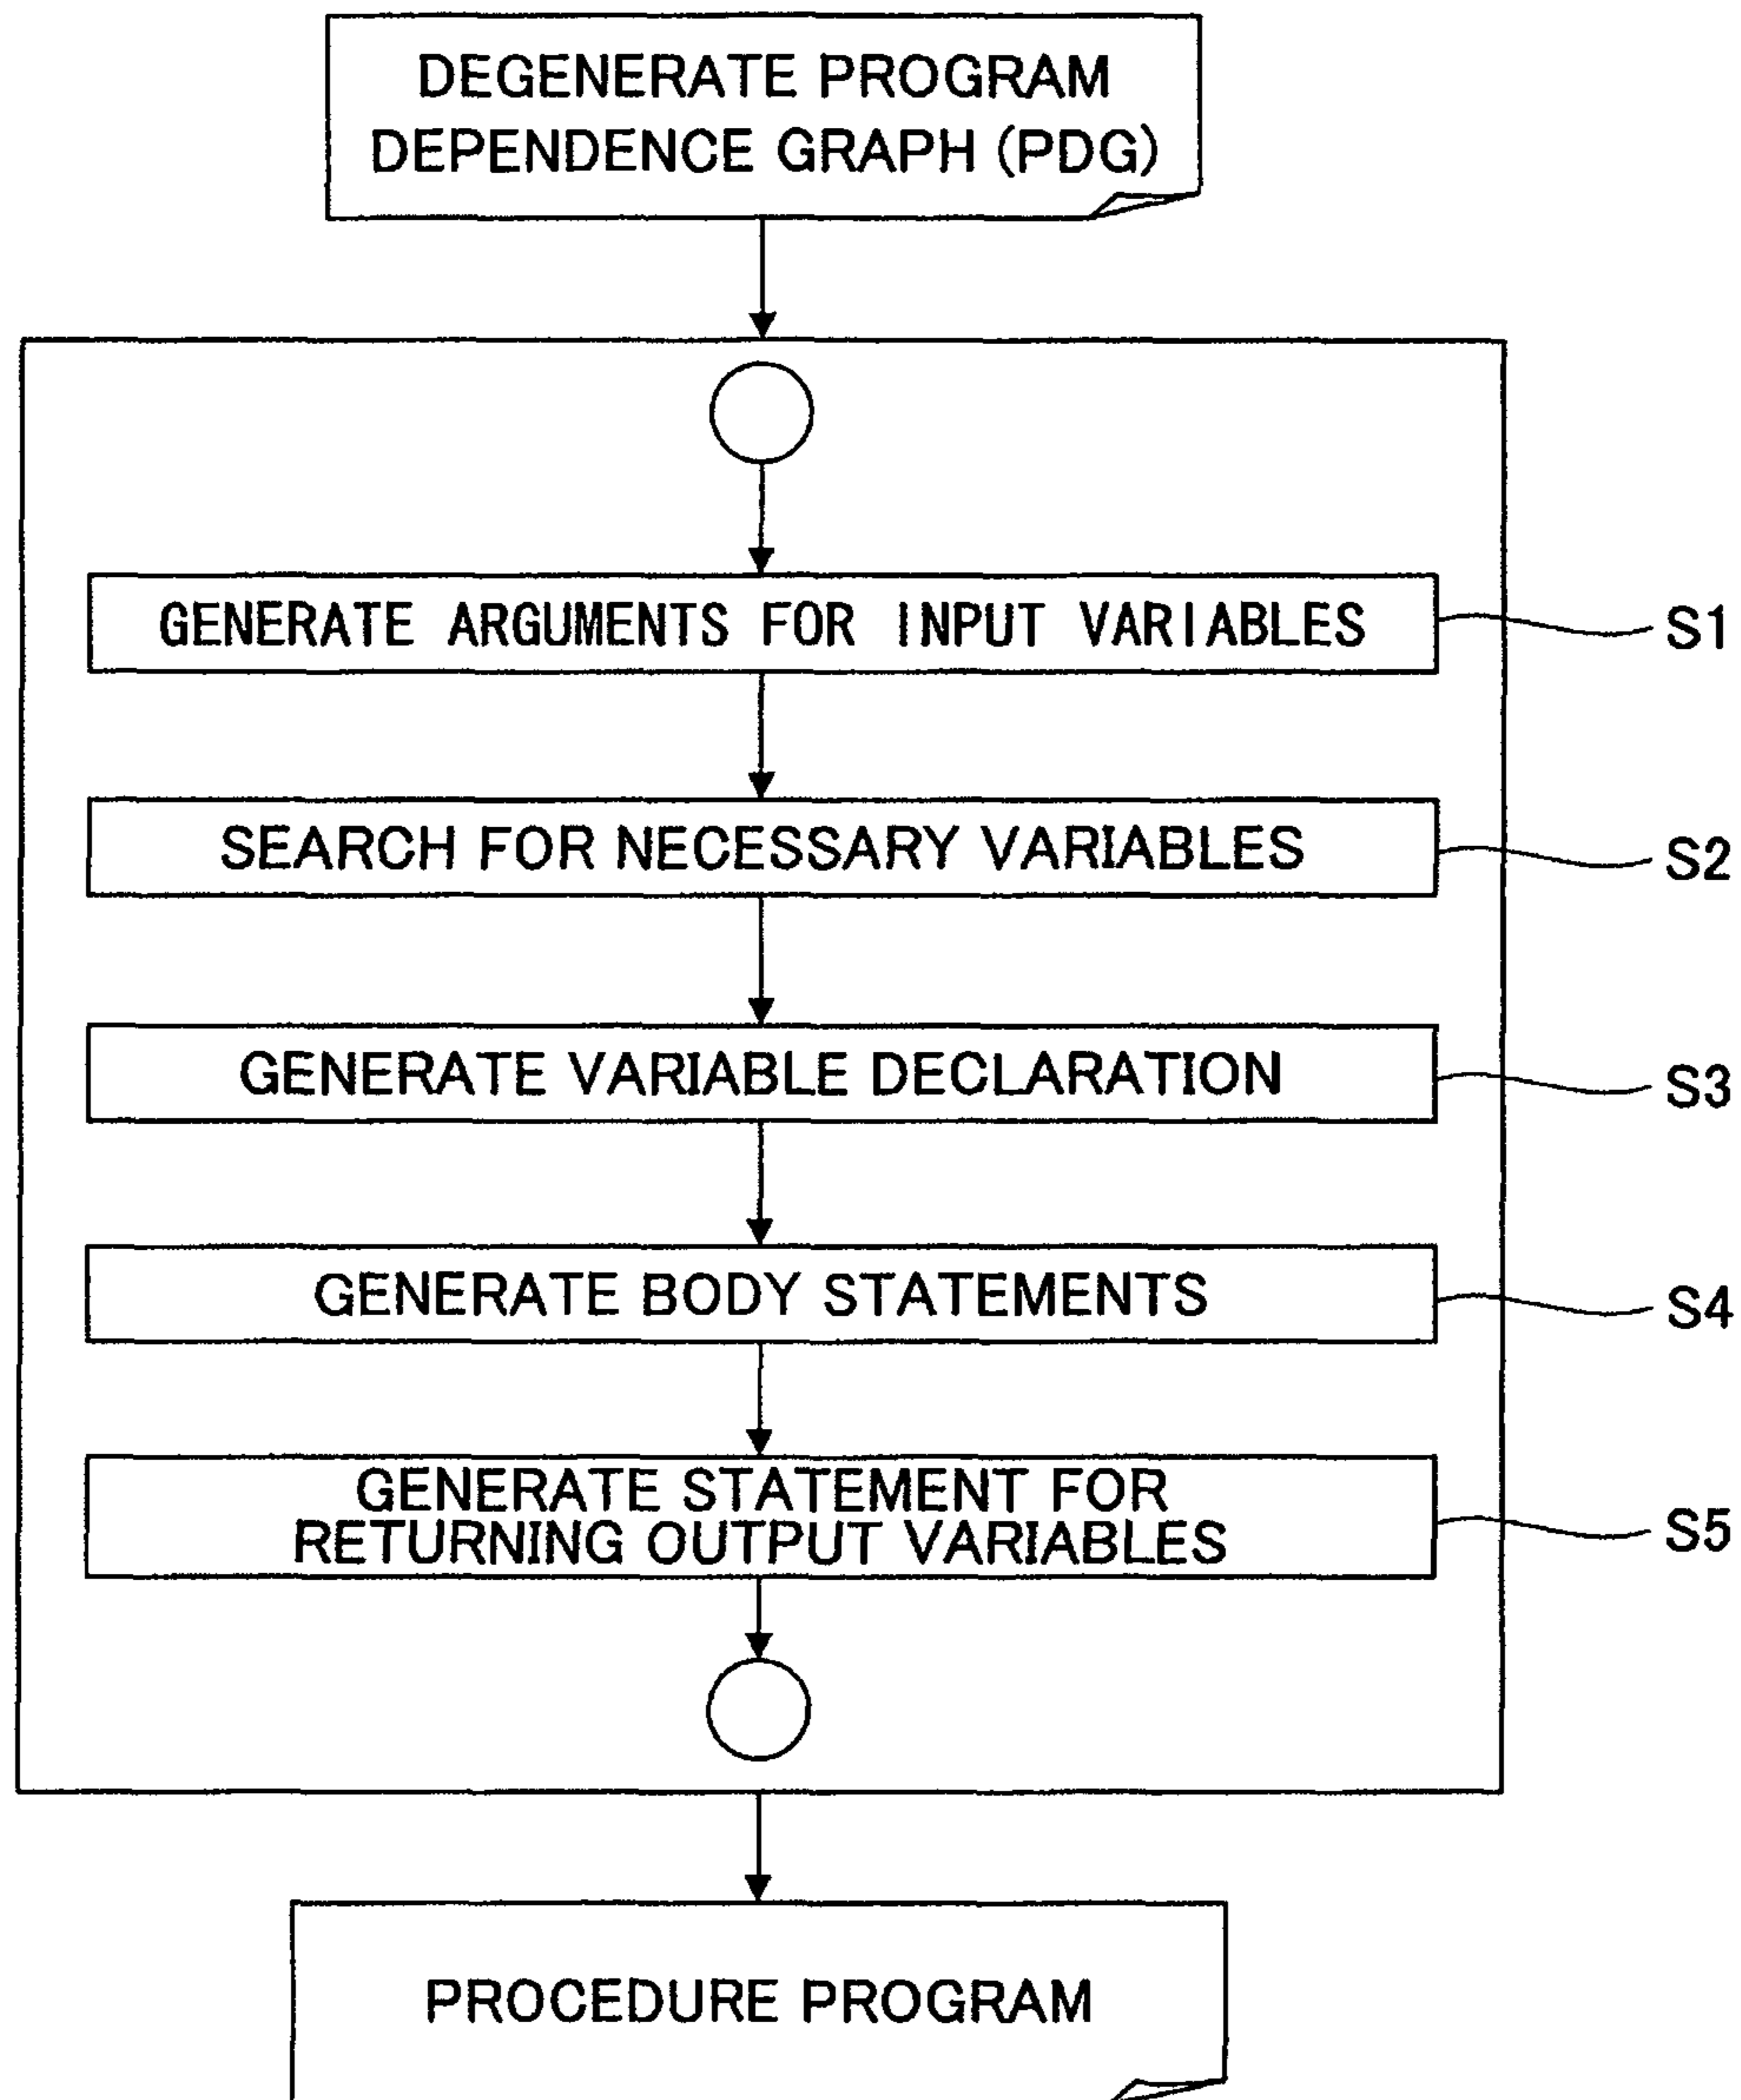 DEGENERATE PROGRAM
DEPENDENCE GRAPH (PDG)
GENERATE ARGUMENTS FOR INPUT VARIABLES
S1
SEARCH FOR NECESSARY VARIABLES
S2
GENERATE VARIABLE DECLARATION
S3
GENERATE BODY STATEMENTS
S4
GENERATE STATEMENT FOR
RETURNING OUTPUT VARIABLES
S5
PROCEDURE PROGRAM